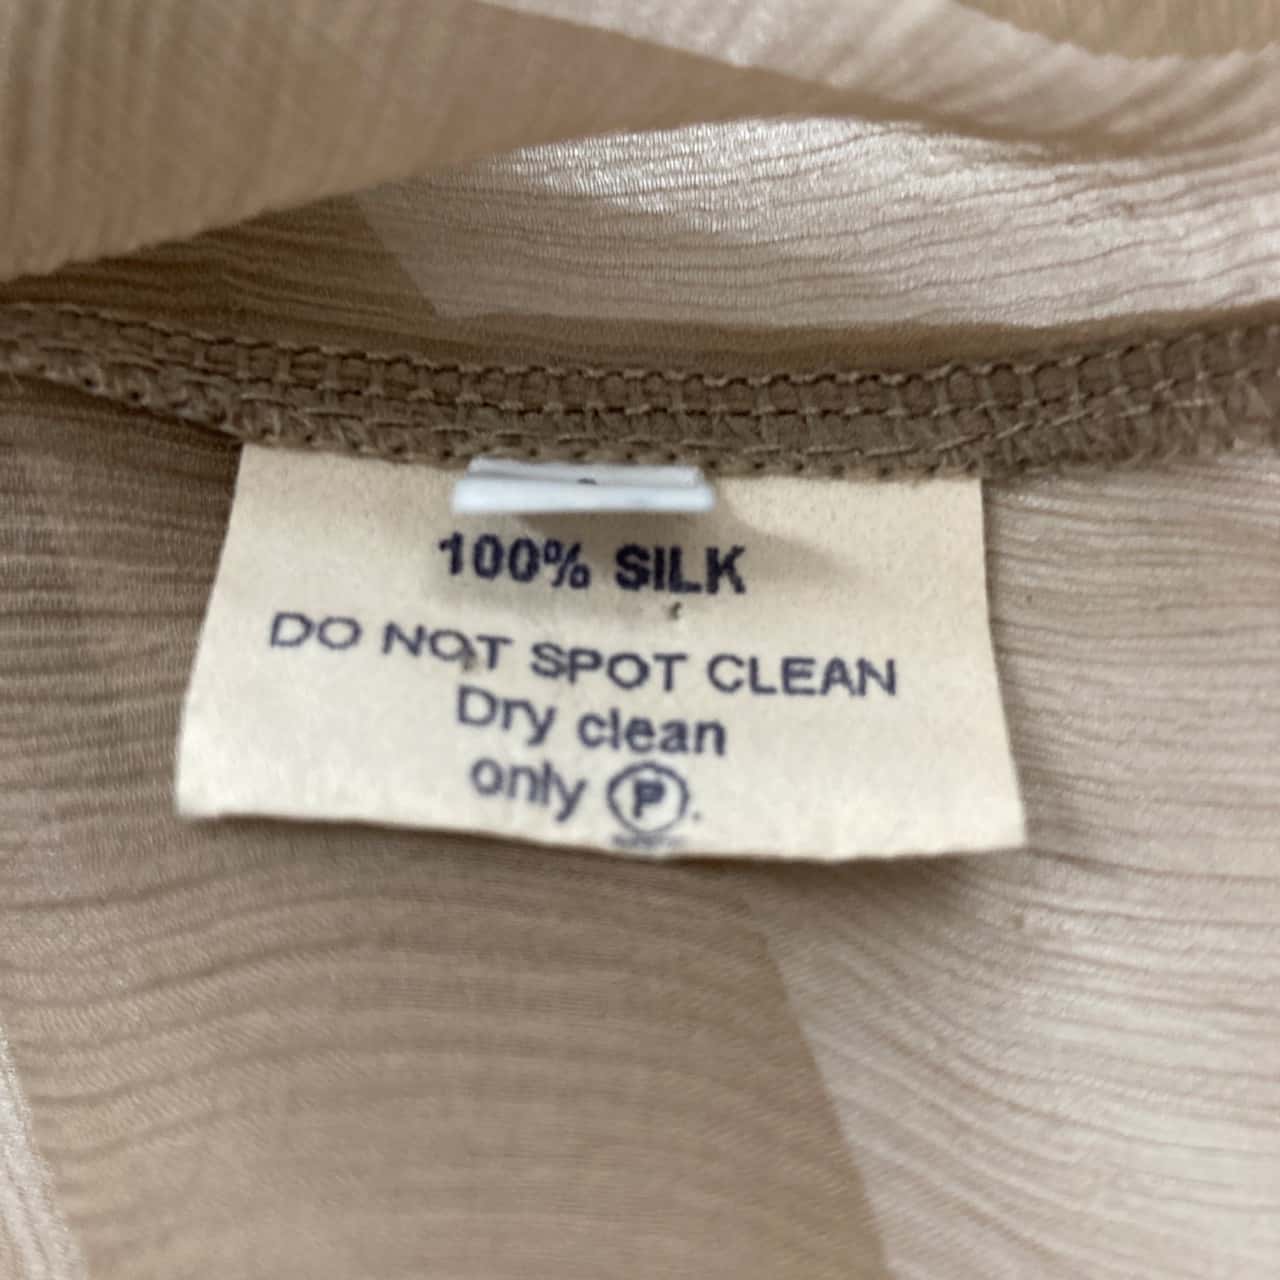 100% SILK
DO NOT SPOT CLEAN
Dry clean
only P.